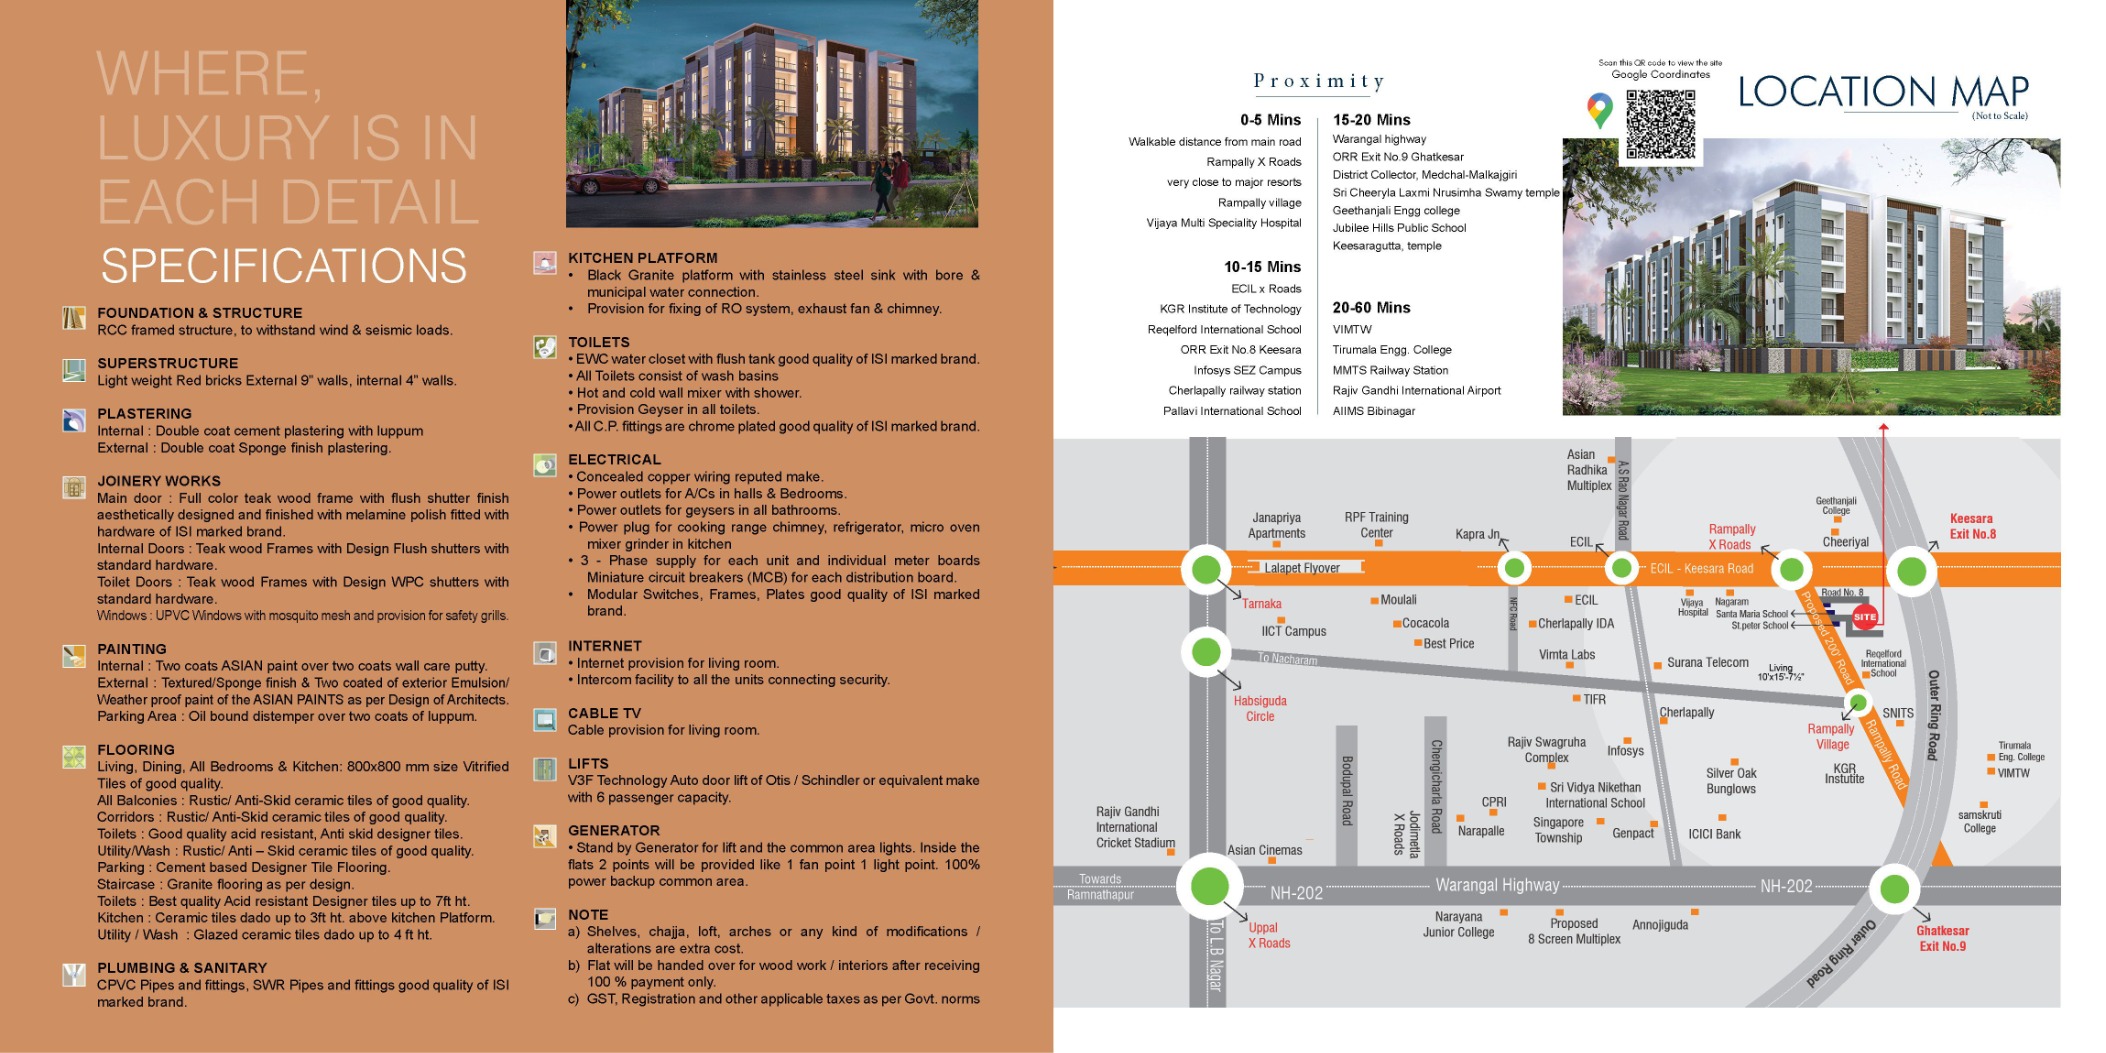 WHERE,
LUXURY IS IN
EACH DETAIL
SPECIFICATIONS
FOUNDATION & STRUCTURE
RCC framed structure, to withstand wind & seismic loads.
SUPERSTRUCTURE
Light weight Red bricks External 9" walls, internal 4" walls.
PLASTERING
Internal : Double coat cement plastering with luppum
External : Double coat Sponge finish plastering.
JOINERY WORKS
Main door : Full color teak wood frame with flush shutter finish
aesthetically designed and finished with melamine polish fitted with
hardware of ISI marked brand.
Internal Doors : Teak wood Frames with Design Flush shutters with
standard hardware.
Toilet Doors : Teak wood Frames with Design WPC shutters with
standard hardware.
Windows : UPVC Windows with mosquito mesh and provision for safety grills.
PAINTING
Internal : Two coats ASIAN paint over two coats wall care putty.
External : Textured/Sponge finish & Two coated of exterior Emulsion/
Weather proof paint of the ASIAN PAINTS as per Design of Architects.
Parking Area : Oil bound distemper over two coats of luppum.
FLOORING
Living, Dining, All Bedrooms & Kitchen: 800x800 mm size Vitrified
Tiles of good quality.
All Balconies : Rustic/ Anti-Skid ceramic tiles of good quality.
Corridors : Rustic/ Anti-Skid ceramic tiles of good quality.
Toilets : Good quality acid resistant, Anti skid designer tiles.
Utility/Wash : Rustic/ Anti – Skid ceramic tiles of good quality.
Parking : Cement based Designer Tile Flooring.
Staircase : Granite flooring as per design.
Toilets : Best quality Acid resistant Designer tiles up to 7ft ht.
Kitchen : Ceramic tiles dado up to 3ft ht. above kitchen Platform.
Utility / Wash : Glazed ceramic tiles dado up to 4 ft ht.
PLUMBING & SANITARY
CPVC Pipes and fittings, SWR Pipes and fittings good quality of ISI
marked brand.
KITCHEN PLATFORM
• Black Granite platform with stainless steel sink with bore &
municipal water connection.
• Provision for fixing of RO system, exhaust fan & chimney.
TOILETS
• EWC water closet with flush tank good quality of ISI marked brand.
• All Toilets consist of wash basins
• Hot and cold wall mixer with shower.
• Provision Geyser in all toilets.
• All C.P. fittings are chrome plated good quality of ISI marked brand.
ELECTRICAL
• Concealed copper wiring reputed make.
• Power outlets for A/Cs in halls & Bedrooms.
• Power outlets for geysers in all bathrooms.
• Power plug for cooking range chimney, refrigerator, micro oven
mixer grinder in kitchen
• 3 - Phase supply for each unit and individual meter boards
Miniature circuit breakers (MCB) for each distribution board.
• Modular Switches, Frames, Plates good quality of ISI marked
brand.
INTERNET
• Internet provision for living room.
• Intercom facility to all the units connecting security.
CABLE TV
Cable provision for living room.
LIFTS
V3F Technology Auto door lift of Otis / Schindler or equivalent make
with 6 passenger capacity.
GENERATOR
• Stand by Generator for lift and the common area lights. Inside the
flats 2 points will be provided like 1 fan point 1 light point. 100%
power backup common area.
NOTE
a) Shelves, chajja, loft, arches or any kind of modifications /
alterations are extra cost.
b) Flat will be handed over for wood work / interiors after receiving
100 % payment only.
c) GST, Registration and other applicable taxes as per Govt. norms
Proximity
0-5 Mins
Walkable distance from main road
Rampally X Roads
very close to major resorts
Rampally village
Vijaya Multi Speciality Hospital
10-15 Mins
ECIL x Roads
KGR Institute of Technology
Reqelford International School
ORR Exit No.8 Keesara
Infosys SEZ Campus
Cherlapally railway station
Pallavi International School
15-20 Mins
Warangal highway
ORR Exit No.9 Ghatkesar
District Collector, Medchal-Malkajgiri
Sri Cheeryla Laxmi Nrusimha Swamy temple
Geethanjali Engg college
Jubilee Hills Public School
Keesaragutta, temple
20-60 Mins
VIMTW
Tirumala Engg. College
MMTS Railway Station
Rajiv Gandhi International Airport
AIIMS Bibinagar
Scan this QR code to view the site
Google Coordinates
LOCATION MAP
(Not to Scale)
Asian
Radhika
Multiplex
A.S Rao Nagar Road
Geethanjali
College
Cheeriyal
Keesara
Exit No.8
Janapriya
Apartments
RPF Training
Center
Kapra Jn
ECIL
Rampally
X Roads
Lalapet Flyover
ECIL - Keesara Road
Tarnaka
IICT Campus
Moulali
Cocacola
Best Price
NFC Road
ECIL
Cherlapally IDA
Vimta Labs
Vijaya
Hospital
Nagaram
Santa Maria School
St.peter School
Road No. 8
SITE
Proposed 200' Road
Reqelford
International
School
To Nacharam
Surana Telecom
Living
10'x15'-7½"
Habsiguda
Circle
TIFR
Cherlapally
Rampally
Village
SNITS
Rampally Road
Outer Ring Road
Bodupal Road
Chengicharla Road
Jodimetla
X Roads
Rajiv Swagruha
Complex
Infosys
Sri Vidya Nikethan
International School
CPRI
Narapalle
Singapore
Township
Genpact
Silver Oak
Bunglows
ICICI Bank
KGR
Instutite
Tirumala
Eng. College
VIMTW
samskruti
College
Rajiv Gandhi
International
Cricket Stadium
Asian Cinemas
Towards
Ramnathapur
NH-202
Warangal Highway
NH-202
Uppal
X Roads
To L.B Nagar
Narayana
Junior College
Proposed
8 Screen Multiplex
Annojiguda
Ghatkesar
Exit No.9
Outer Ring Road